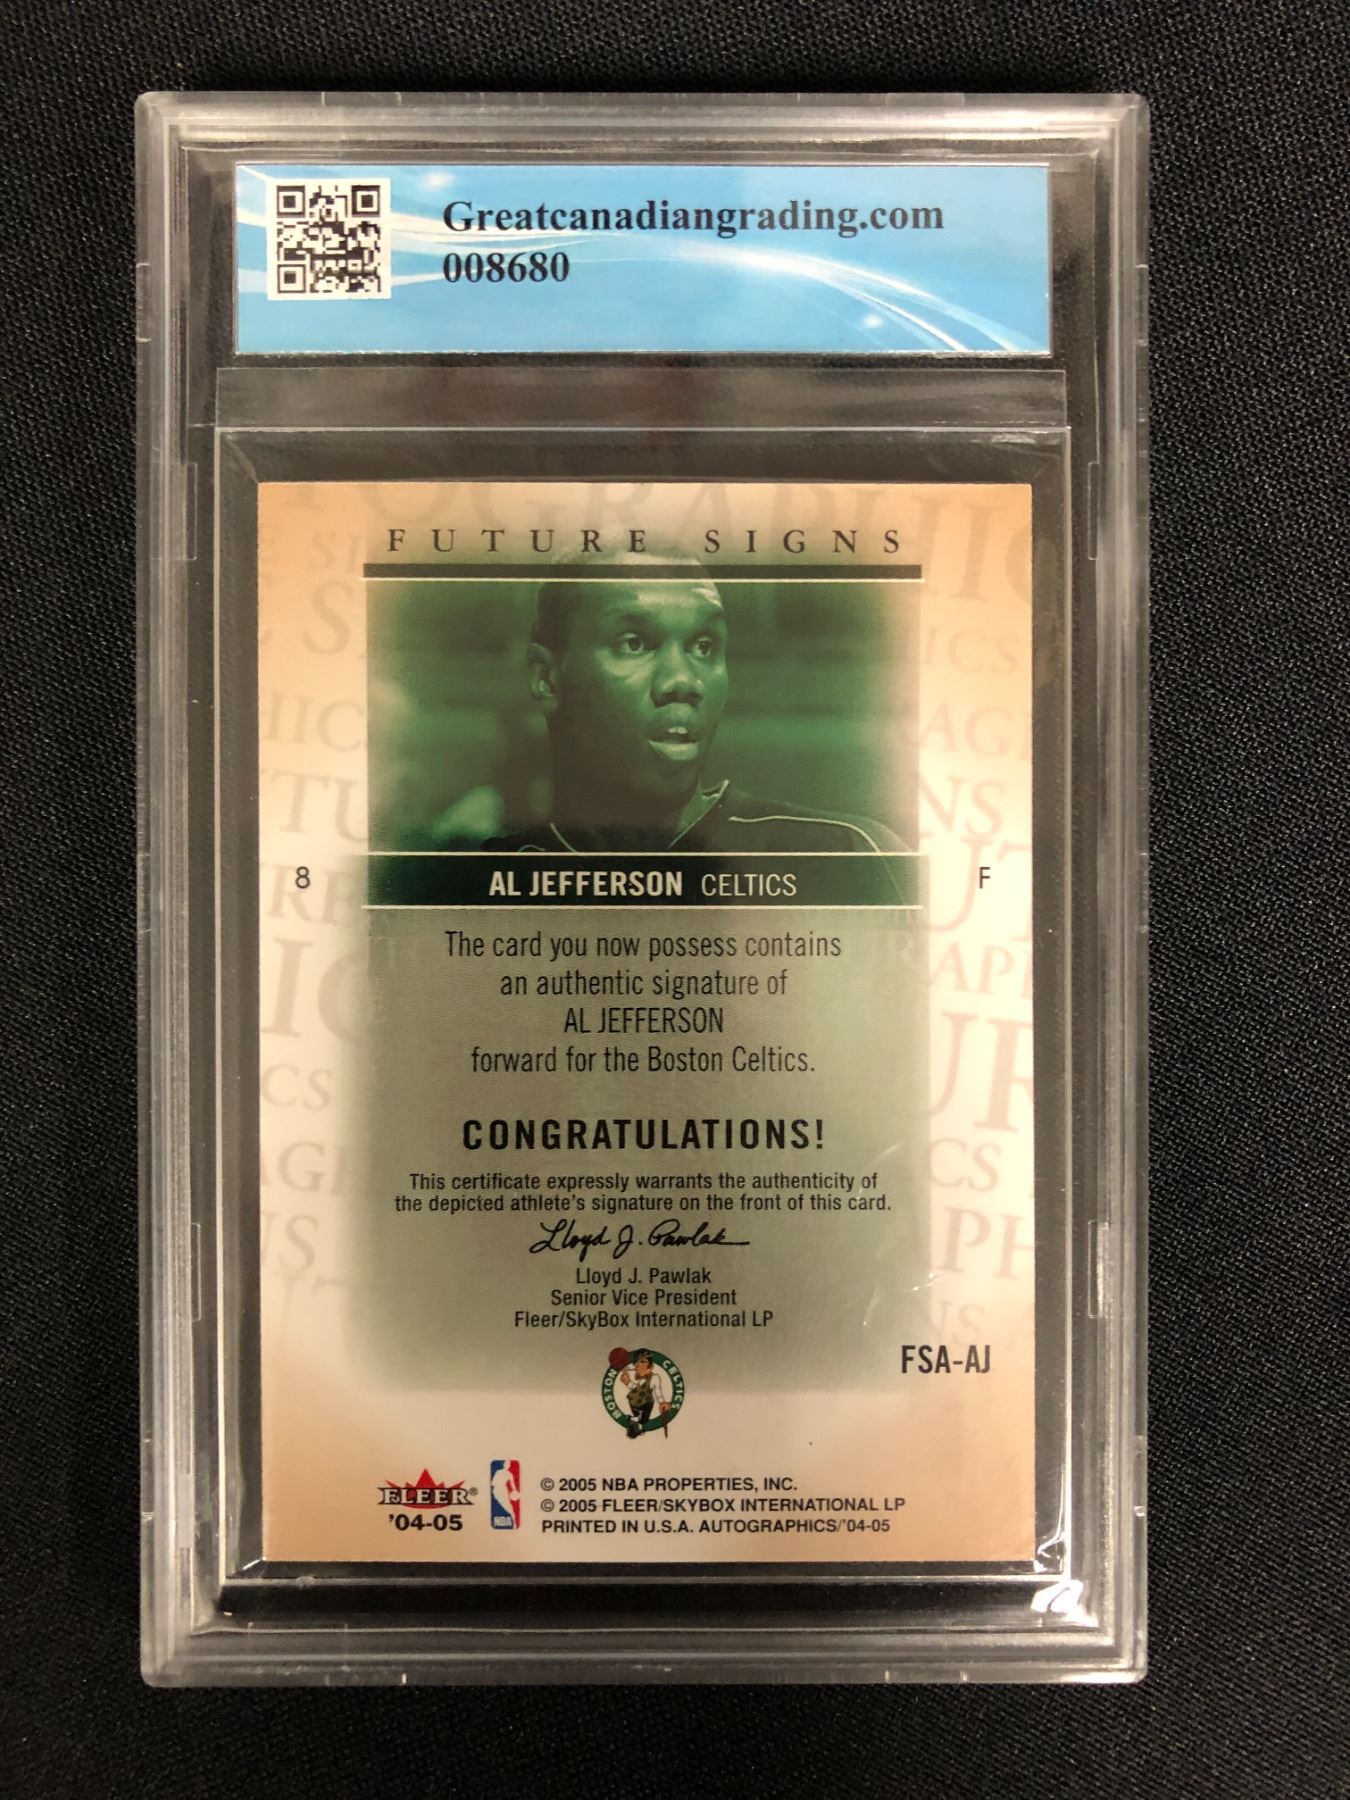 Greatcanadiangrading.com
008680
FUTURE SIGNS
8
AL JEFFERSON CELTICS
F
The card you now possess contains
an authentic signature of
AL JEFFERSON
forward for the Boston Celtics.
CONGRATULATIONS!
This certificate expressly warrants the authenticity of
the depicted athlete's signature on the front of this card.
Lloyd J. Pawlak
Lloyd J. Pawlak
Senior Vice President
Fleer/SkyBox International LP
FSA-AJ
BOSTON CELTICS
FLEER®
'04-05
NBA
© 2005 NBA PROPERTIES, INC.
© 2005 FLEER/SKYBOX INTERNATIONAL LP
PRINTED IN U.S.A. AUTOGRAPHICS/'04-05